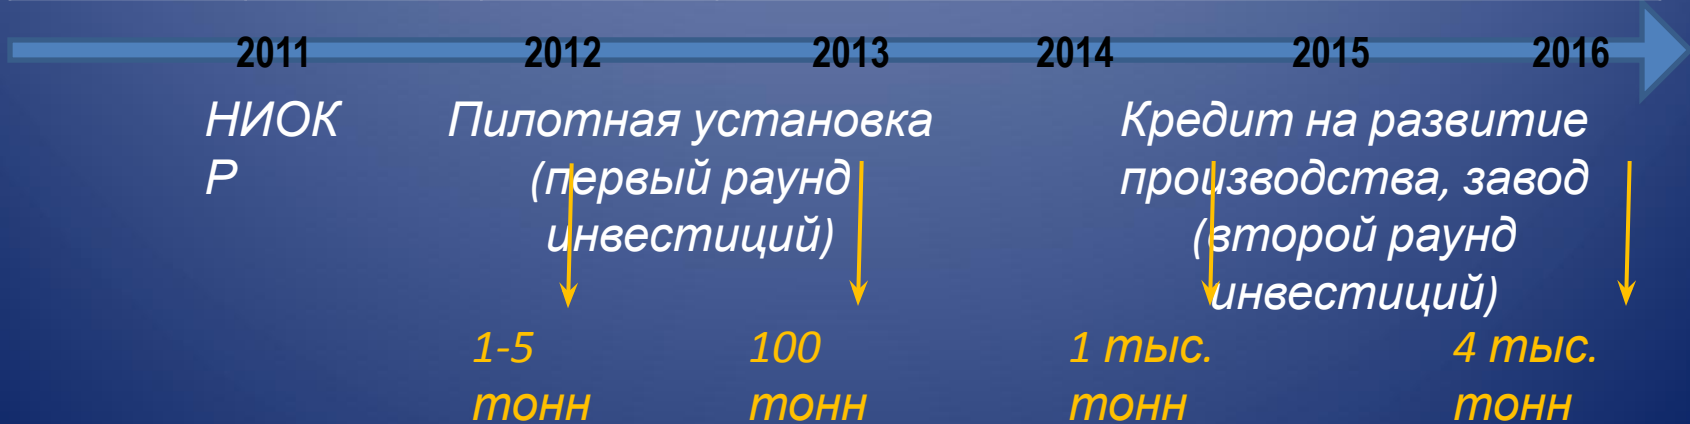 2011 2012 2013 2014 2015 2016
НИОК
Р
Пилотная установка
(первый раунд
инвестиций)
Кредит на развитие
производства, завод
(второй раунд
инвестиций)
1-5
тонн
100
тонн
1 тыс.
тонн
4 тыс.
тонн